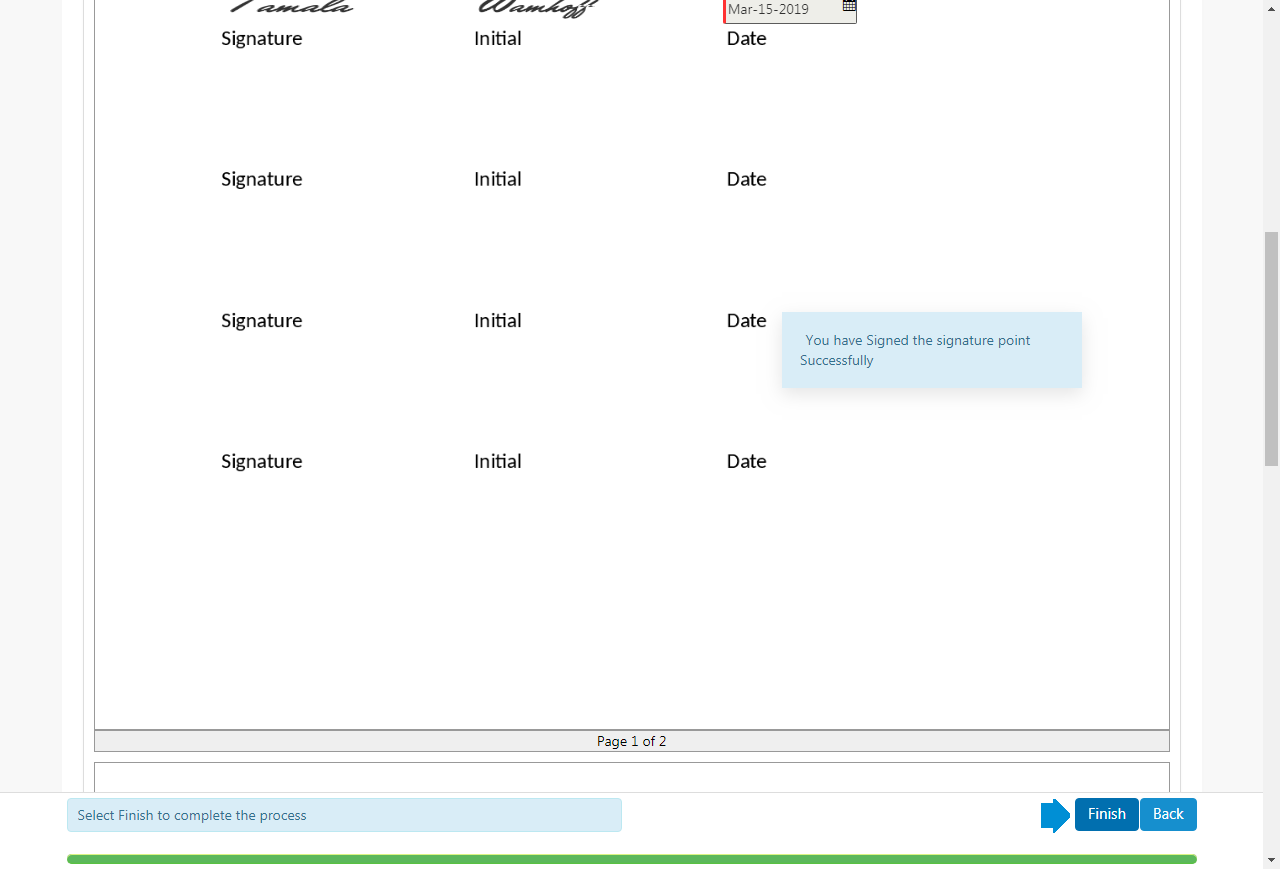 Tamala Wamhoff Mar-15-2019
Signature Initial Date
Signature Initial Date
Signature Initial Date
You have Signed the signature point
Successfully
Signature Initial Date
Page 1 of 2
Select Finish to complete the process Finish Back